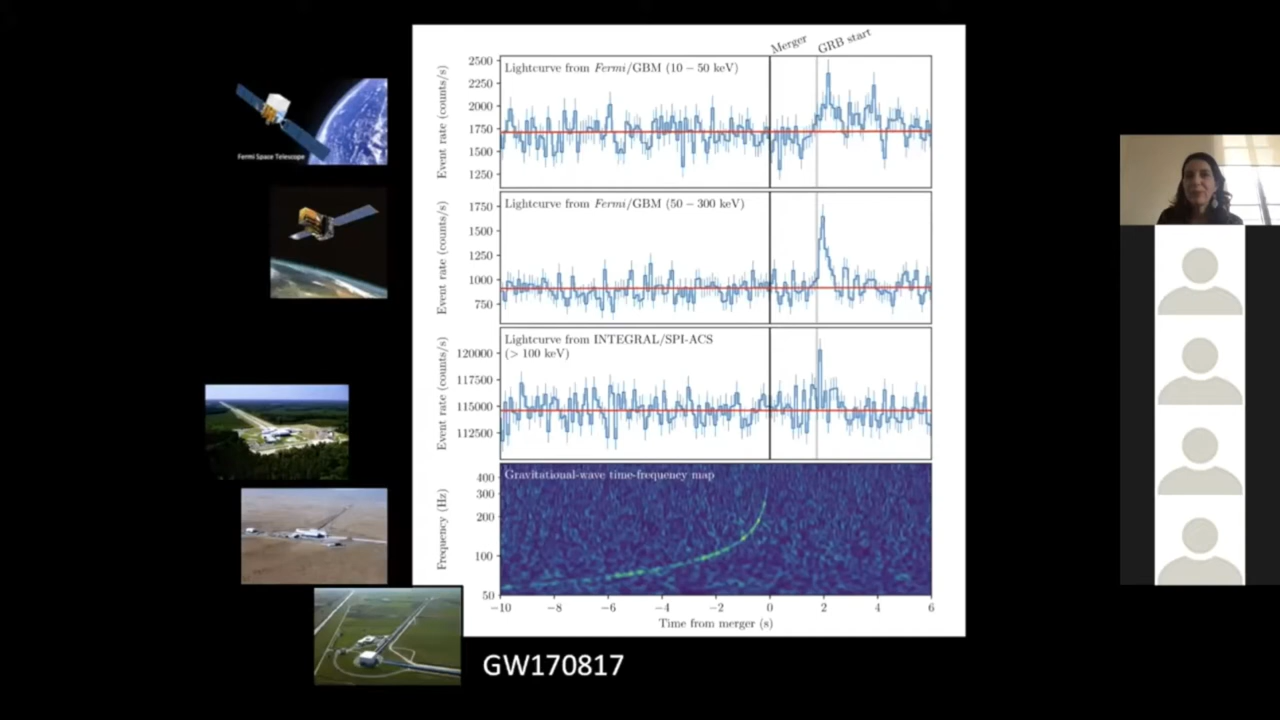 Merger
GRB start
Lightcurve from Fermi/GBM (10 − 50 keV)
Event rate (counts/s)
2500
2250
2000
1750
1500
1250
Fermi Space Telescope
Lightcurve from Fermi/GBM (50 − 300 keV)
Event rate (counts/s)
1750
1500
1250
1000
750
Lightcurve from INTEGRAL/SPI-ACS
(> 100 keV)
Event rate (counts/s)
120000
117500
115000
112500
Gravitational-wave time-frequency map
Frequency (Hz)
400
300
200
100
50
−10 −8 −6 −4 −2 0 2 4 6
Time from merger (s)
GW170817